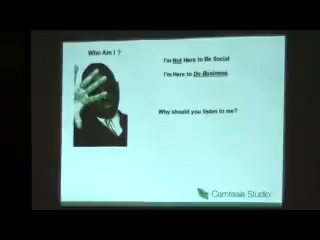 Who Am I ?
I'm Not Here to Be Social
I'm Here to Do Business
Why should you listen to me?
Camtasia Studio